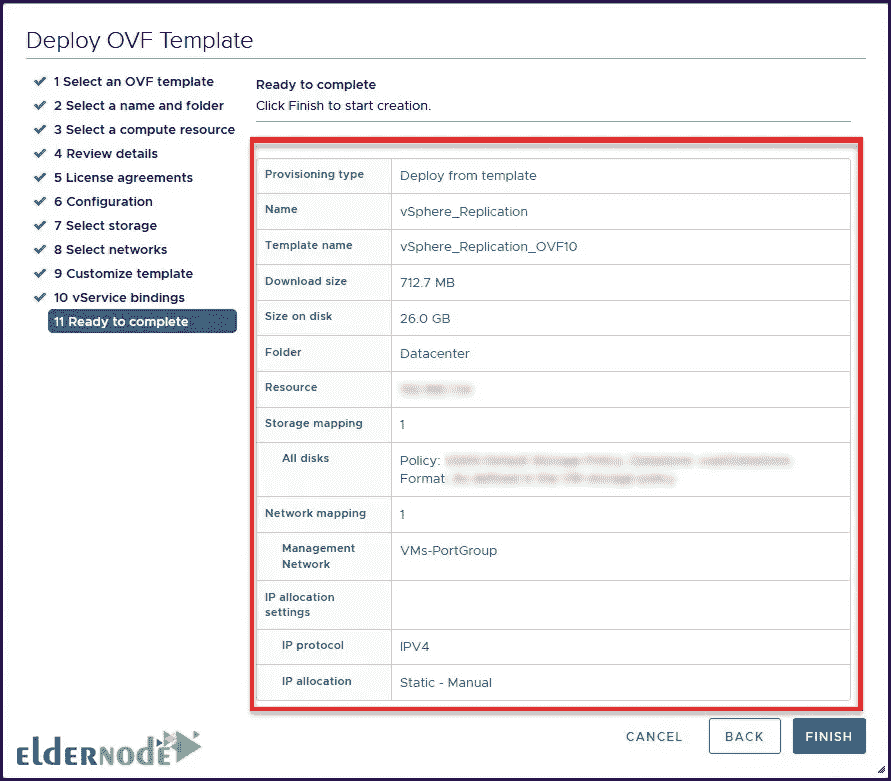 Deploy OVF Template
1 Select an OVF template
2 Select a name and folder
3 Select a compute resource
4 Review details
5 License agreements
6 Configuration
7 Select storage
8 Select networks
9 Customize template
10 vService bindings
11 Ready to complete
Ready to complete
Click Finish to start creation.
Provisioning type Deploy from template
Name vSphere_Replication
Template name vSphere_Replication_OVF10
Download size 712.7 MB
Size on disk 26.0 GB
Folder Datacenter
Resource
Storage mapping 1
All disks Policy:
Format
Network mapping 1
Management
Network
VMs-PortGroup
IP allocation
settings
IP protocol IPV4
IP allocation Static - Manual
CANCEL BACK FINISH
elderNode